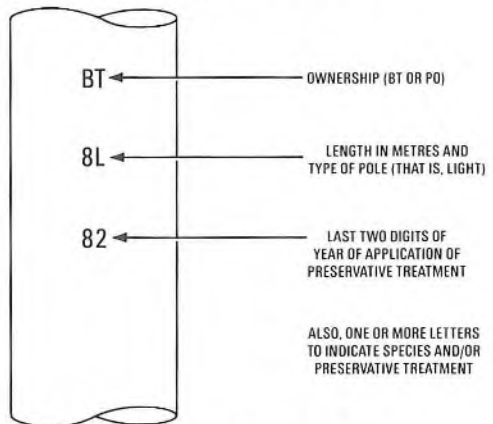 BT
OWNERSHIP (BT OR PO)
8L
LENGTH IN METRES AND
TYPE OF POLE (THAT IS, LIGHT)
82
LAST TWO DIGITS OF
YEAR OF APPLICATION OF
PRESERVATIVE TREATMENT
ALSO, ONE OR MORE LETTERS
TO INDICATE SPECIES AND/OR
PRESERVATIVE TREATMENT